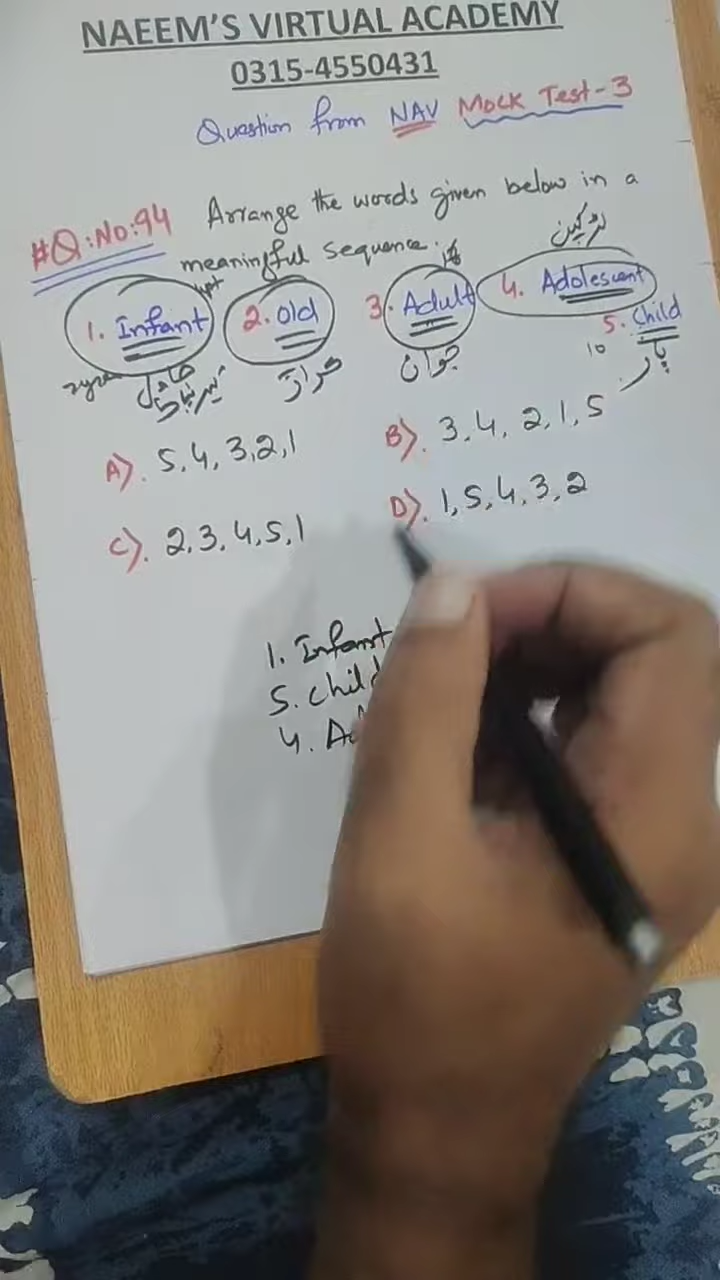 NAEEM'S VIRTUAL ACADEMY
0315-4550431
Question from NAV Mock Test-3
#Q:No:94 Arrange the words given below in a
meaningful sequence.
1. Infant 2. Old 3. Adult 4. Adolescent
5. Child
جوان
10
A). 5,4,3,2,1 B). 3,4,2,1,5
C). 2,3,4,5,1 D). 1,5,4,3,2
1. Infant
5. Child
4.